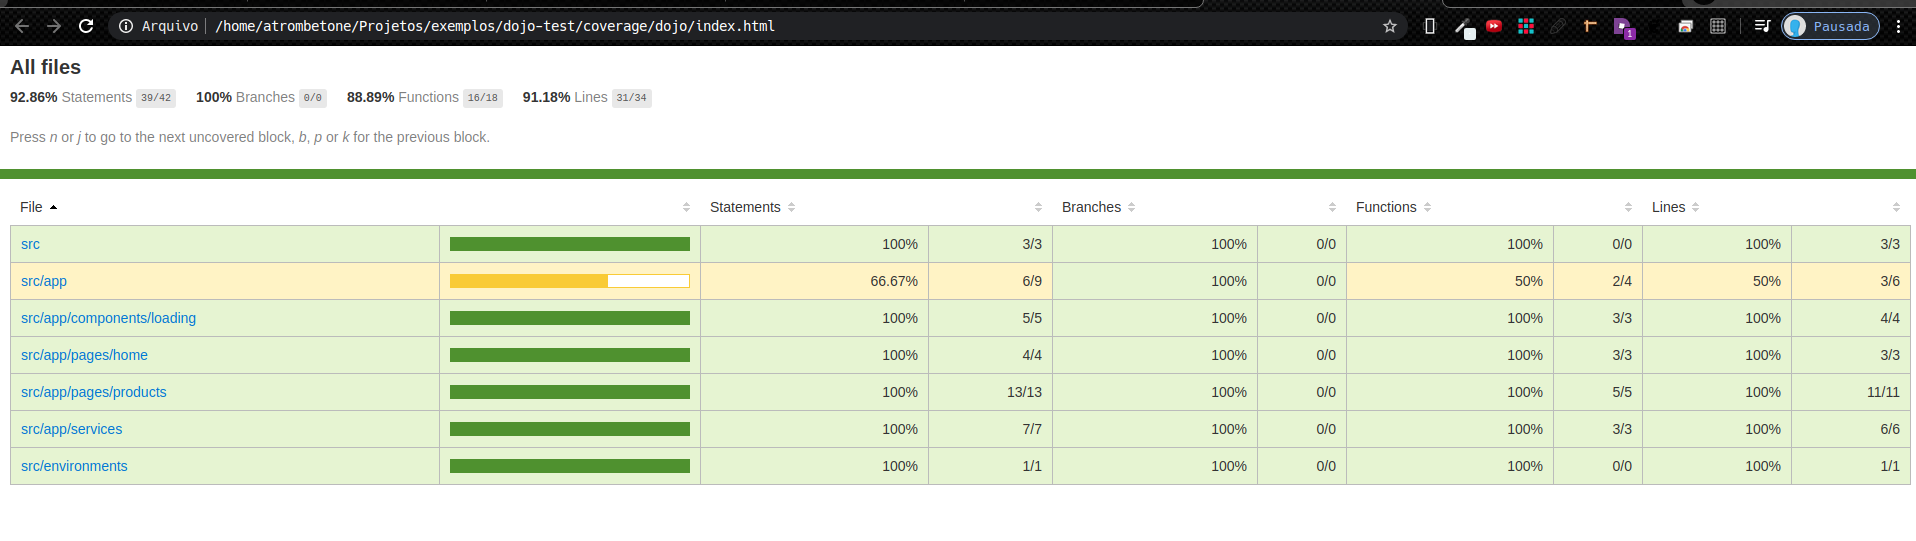 Arquivo /home/atrombetone/Projetos/exemplos/dojo-test/coverage/dojo/index.html 1 Pausada
All files
92.86% Statements 39/42 100% Branches 0/0 88.89% Functions 16/18 91.18% Lines 31/34
Press n or j to go to the next uncovered block, b, p or k for the previous block.
File Statements Branches Functions Lines
src 100% 3/3 100% 0/0 100% 0/0 100% 3/3
src/app 66.67% 6/9 100% 0/0 50% 2/4 50% 3/6
src/app/components/loading 100% 5/5 100% 0/0 100% 3/3 100% 4/4
src/app/pages/home 100% 4/4 100% 0/0 100% 3/3 100% 3/3
src/app/pages/products 100% 13/13 100% 0/0 100% 5/5 100% 11/11
src/app/services 100% 7/7 100% 0/0 100% 3/3 100% 6/6
src/environments 100% 1/1 100% 0/0 100% 0/0 100% 1/1